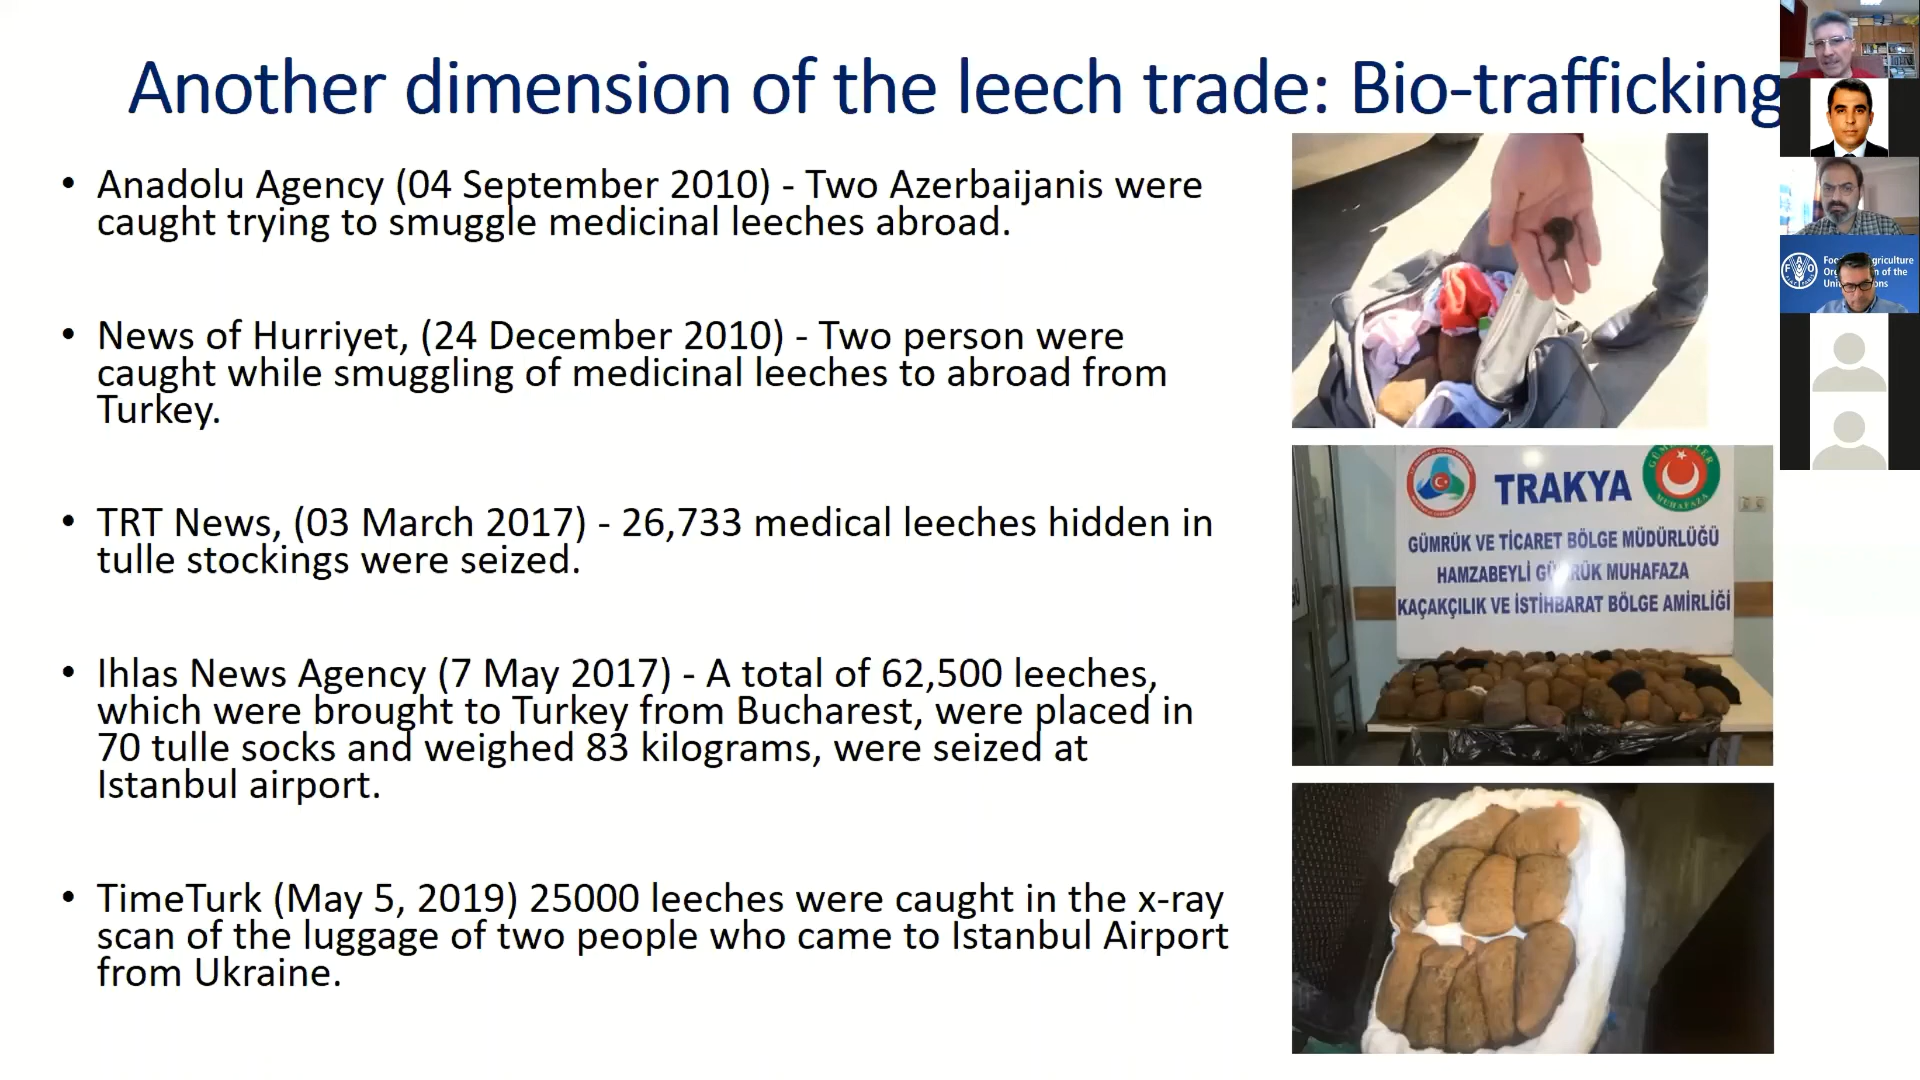 Another dimension of the leech trade: Bio-trafficking
• Anadolu Agency (04 September 2010) - Two Azerbaijanis were
caught trying to smuggle medicinal leeches abroad.
• News of Hurriyet, (24 December 2010) - Two person were
caught while smuggling of medicinal leeches to abroad from
Turkey.
• TRT News, (03 March 2017) - 26,733 medical leeches hidden in
tulle stockings were seized.
• Ihlas News Agency (7 May 2017) - A total of 62,500 leeches,
which were brought to Turkey from Bucharest, were placed in
70 tulle socks and weighed 83 kilograms, were seized at
Istanbul airport.
• TimeTurk (May 5, 2019) 25000 leeches were caught in the x-ray
scan of the luggage of two people who came to Istanbul Airport
from Ukraine.
TRAKYA
MUHAFAZA
GÜMRÜK VE TİCARET BÖLGE MÜDÜRLÜĞÜ
HAMZABEYLİ GÜMRÜK MUHAFAZA
KAÇAKÇILIK VE İSTİHBARAT BÖLGE AMİRLİĞİ
FAO
of the